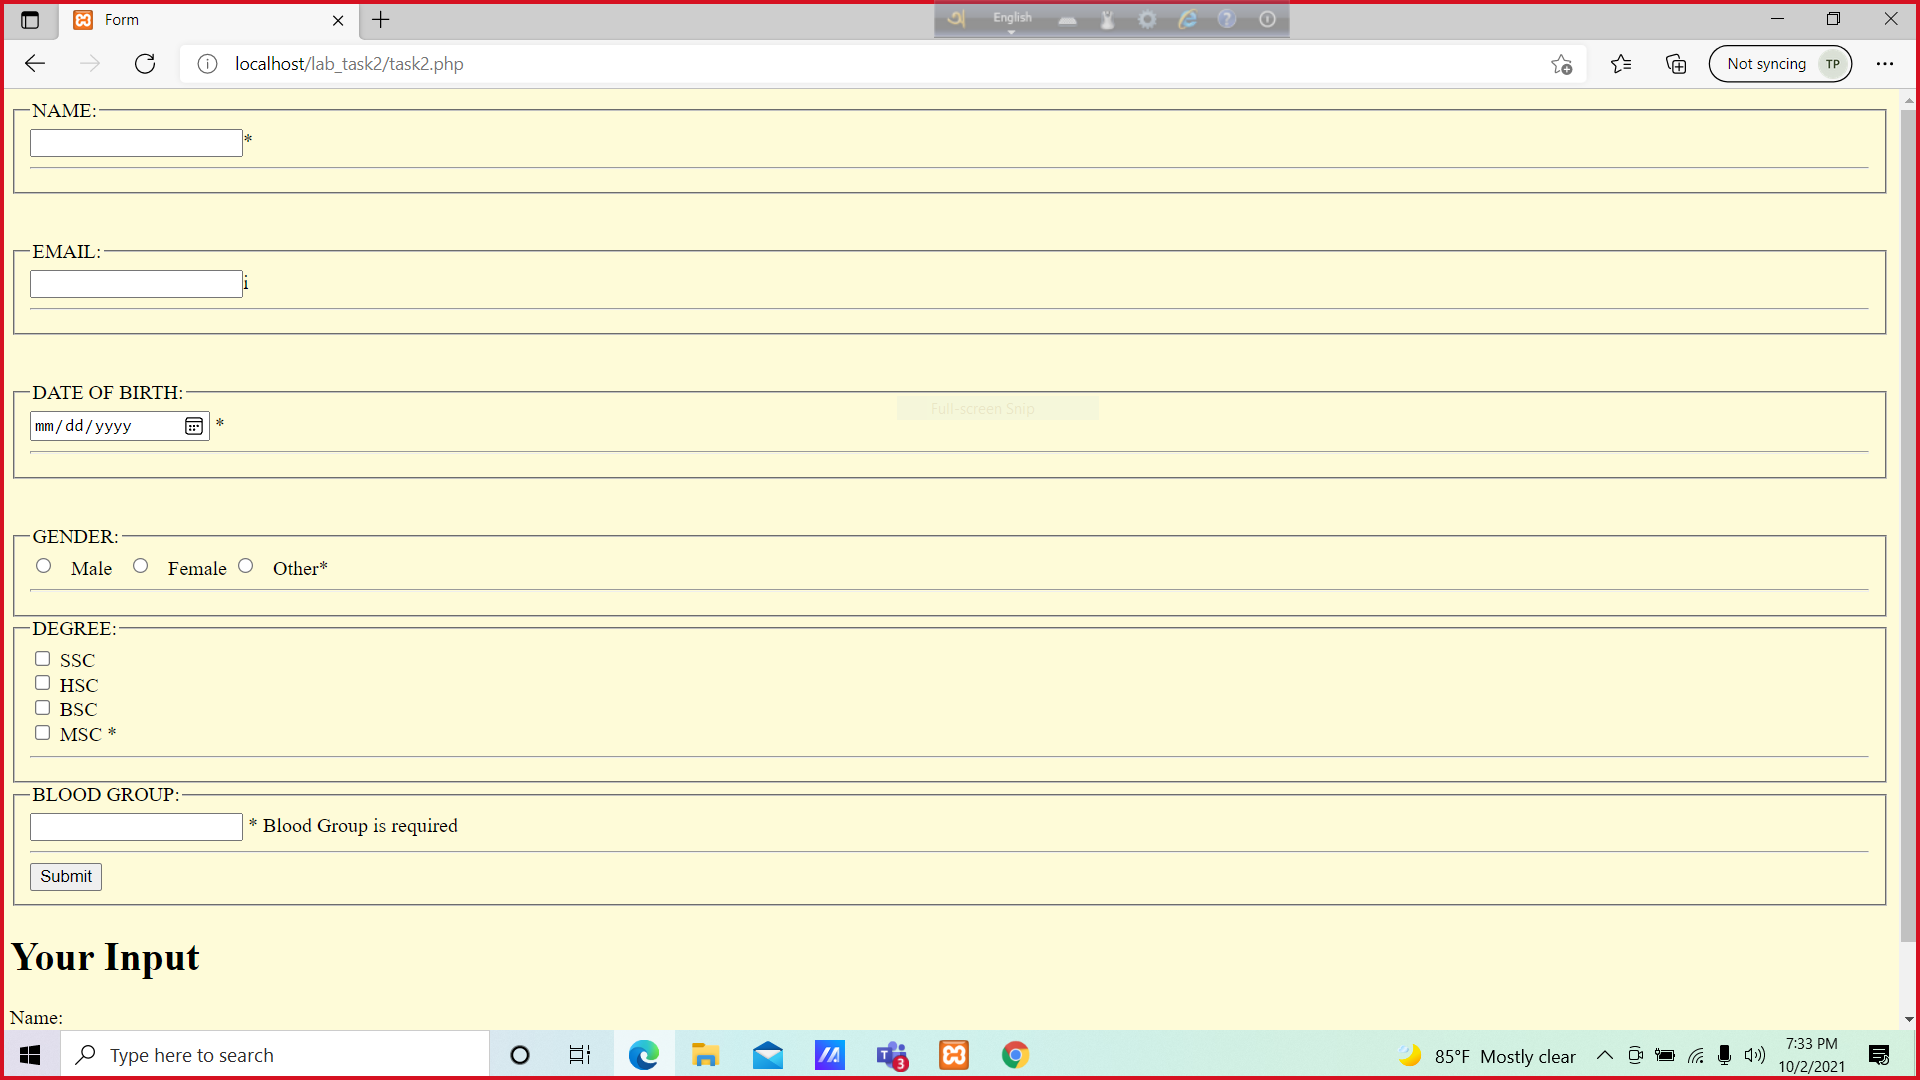 Form
English
localhost/lab_task2/task2.php
Not syncing TP
NAME:
*
EMAIL:
i
DATE OF BIRTH:
mm/dd/yyyy *
Full-screen Snip
GENDER:
Male Female Other*
DEGREE:
SSC
HSC
BSC
MSC *
BLOOD GROUP:
* Blood Group is required
Submit
Your Input
Name:
Type here to search
3
85°F Mostly clear
7:33 PM
10/2/2021